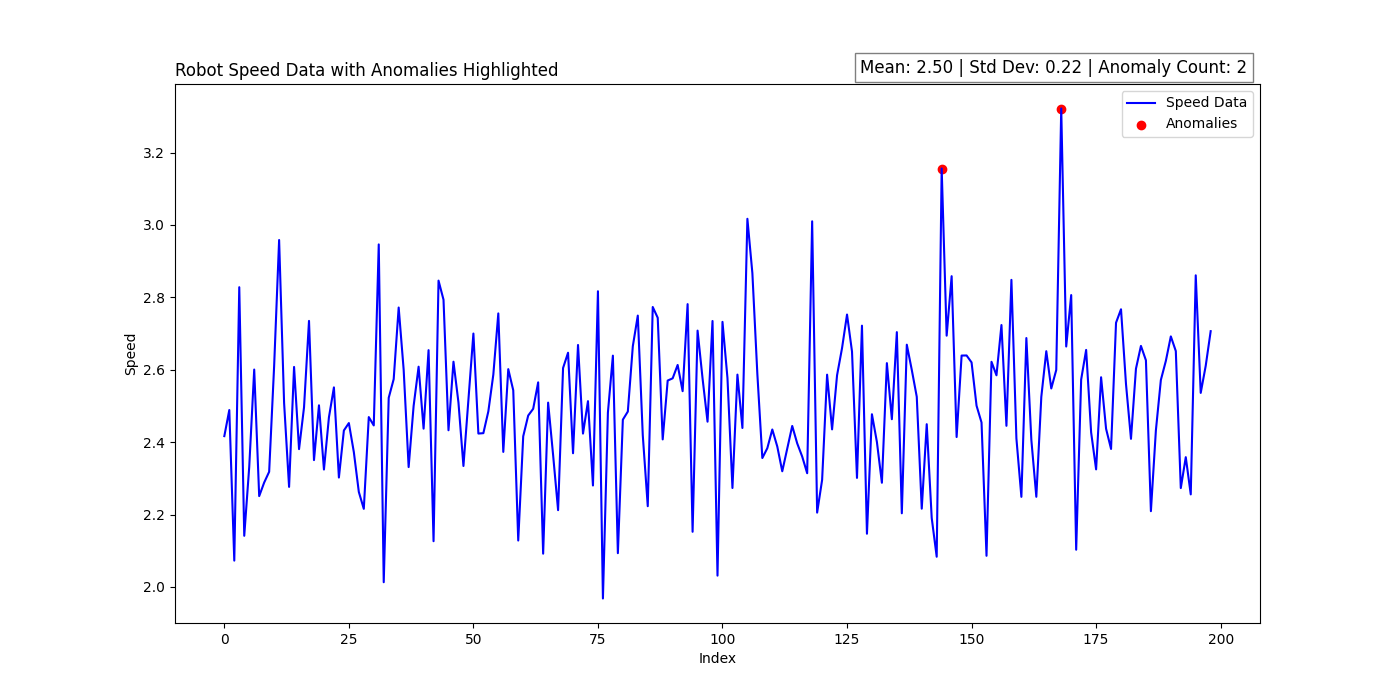 Robot Speed Data with Anomalies Highlighted
Mean: 2.50 | Std Dev: 0.22 | Anomaly Count: 2
Speed Data
Anomalies
3.2
3.0
2.8
2.6
2.4
2.2
2.0
Speed
0 25 50 75 100 125 150 175 200
Index